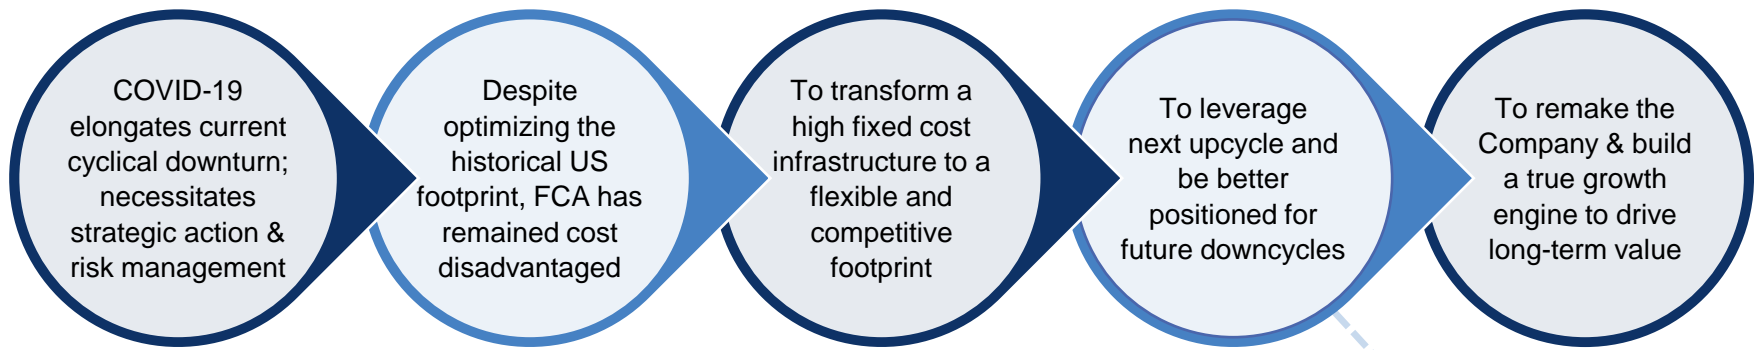 COVID-19
elongates current
cyclical downturn;
necessitates
strategic action &
risk management
Despite
optimizing the
historical US
footprint, FCA has
remained cost
disadvantaged
To transform a
high fixed cost
infrastructure to a
flexible and
competitive
footprint
To leverage
next upcycle and
be better
positioned for
future downcycles
To remake the
Company & build
a true growth
engine to drive
long-term value